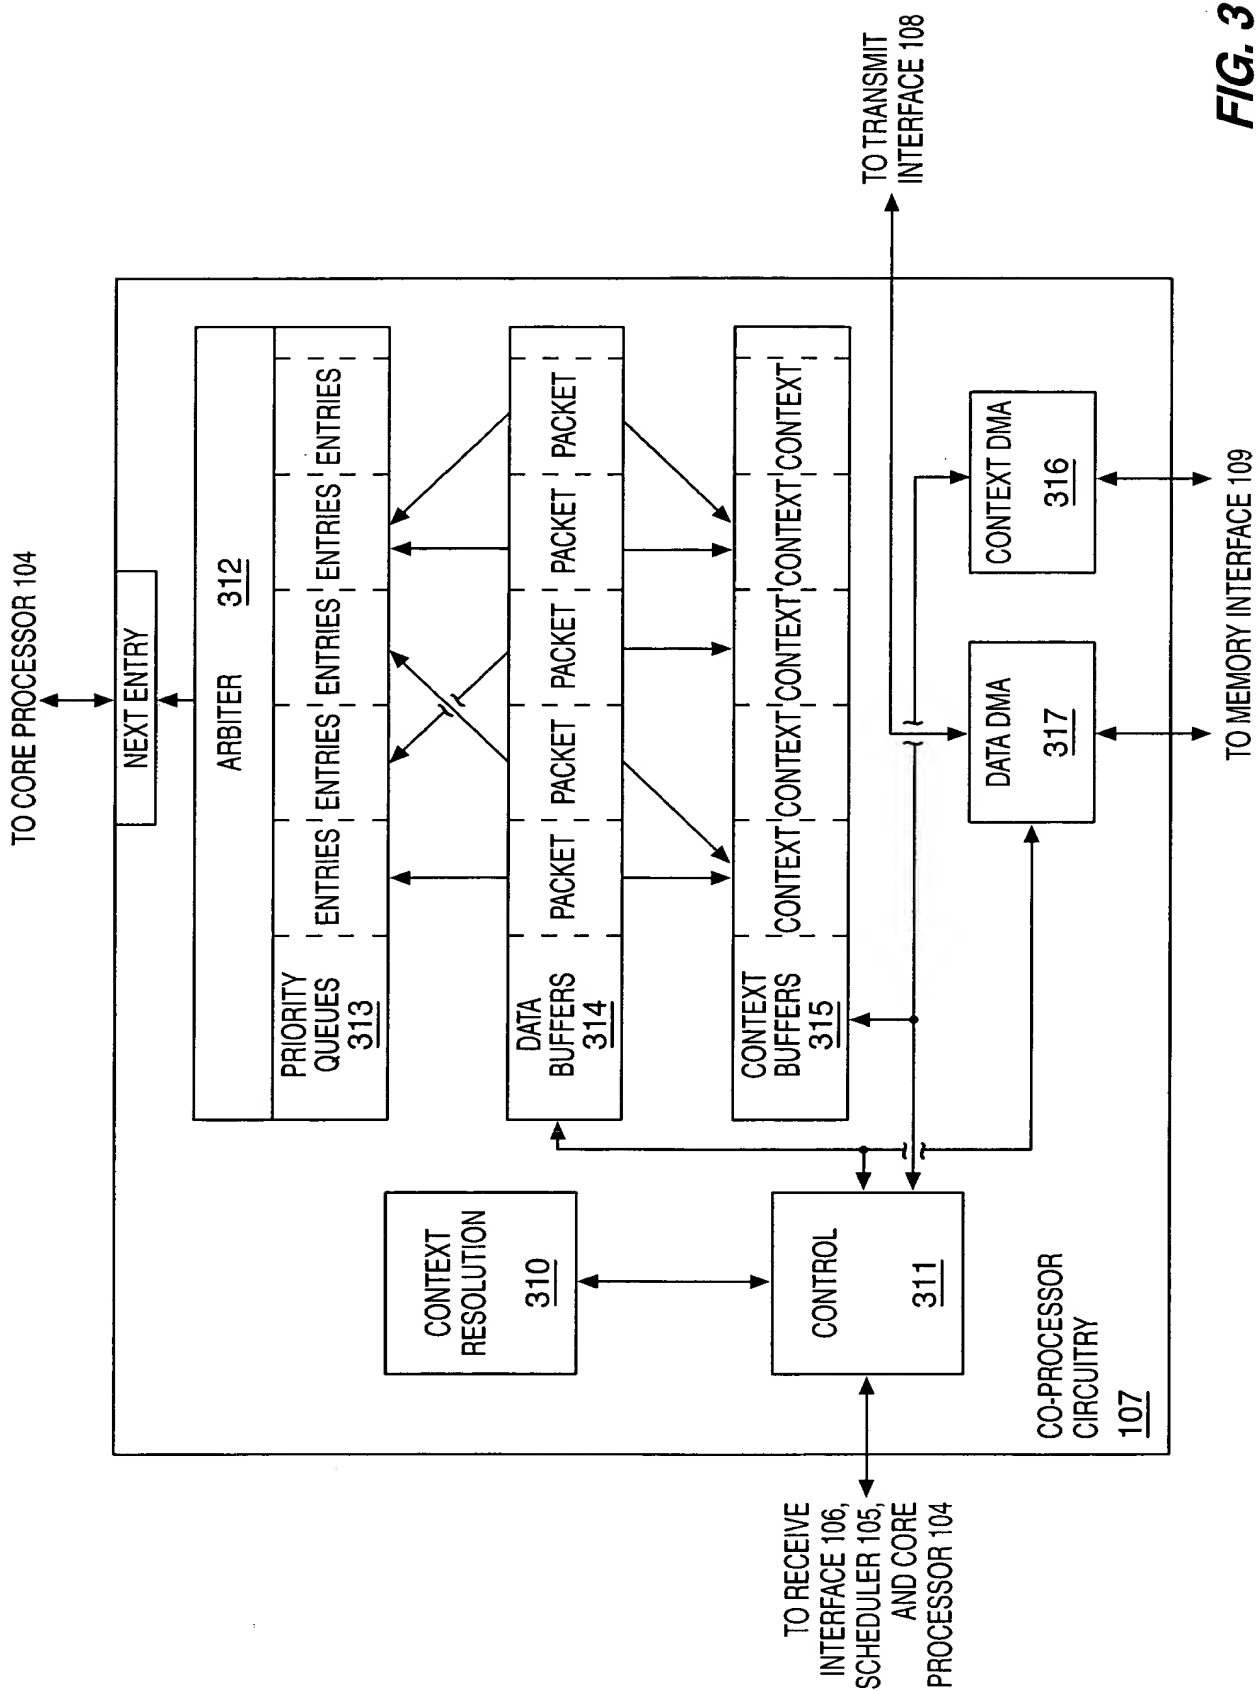 TO CORE PROCESSOR 104
NEXT ENTRY
ARBITER
312
PRIORITY
QUEUES
313
ENTRIES
ENTRIES
ENTRIES
ENTRIES
ENTRIES
DATA
BUFFERS
314
PACKET
PACKET
PACKET
PACKET
PACKET
CONTEXT
BUFFERS
315
CONTEXT
CONTEXT
CONTEXT
CONTEXT
CONTEXT
CONTEXT
RESOLUTION
310
CONTROL
311
DATA DMA
317
CONTEXT DMA
316
CO-PROCESSOR
CIRCUITRY
107
TO RECEIVE
INTERFACE 106,
SCHEDULER 105,
AND CORE
PROCESSOR 104
TO TRANSMIT
INTERFACE 108
TO MEMORY INTERFACE 109
FIG. 3